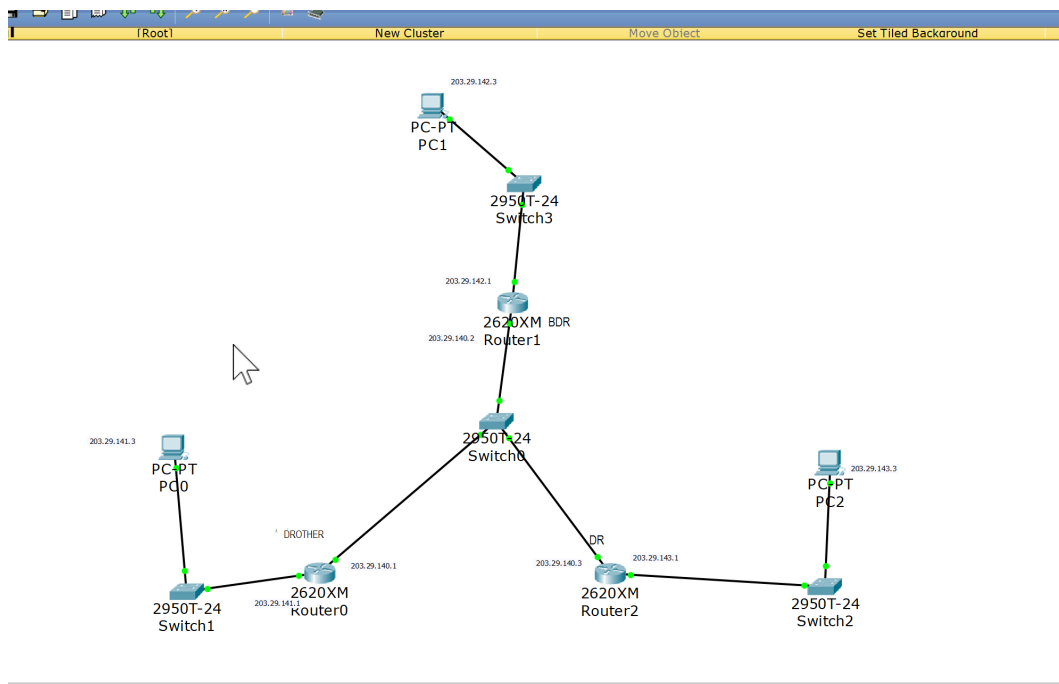 [Root]
New Cluster
Move Object
Set Tiled Background
203.29.142.3
PC-PT
PC1
2950T-24
Switch3
203.29.142.1
2620XM
BDR
203.29.140.2
Router1
2950T-24
Switch0
203.29.141.3
PC-PT
PC0
203.29.143.3
PC-PT
PC2
DROTHER
DR
203.29.140.1
203.29.140.3
203.29.143.1
2620XM
203.29.141.1
Router0
2620XM
Router2
2950T-24
Switch1
2950T-24
Switch2